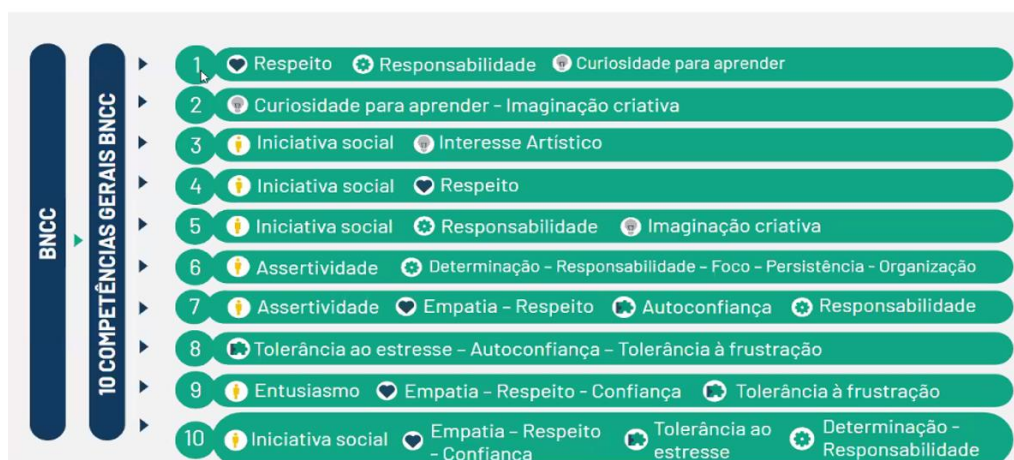 BNCC
10 COMPETÊNCIAS GERAIS BNCC
1 Respeito Responsabilidade Curiosidade para aprender
2 Curiosidade para aprender - Imaginação criativa
3 Iniciativa social Interesse Artístico
4 Iniciativa social Respeito
5 Iniciativa social Responsabilidade Imaginação criativa
6 Assertividade Determinação – Responsabilidade – Foco – Persistência - Organização
7 Assertividade Empatia – Respeito Autoconfiança Responsabilidade
8 Tolerância ao estresse – Autoconfiança – Tolerância à frustração
9 Entusiasmo Empatia – Respeito - Confiança Tolerância à frustração
10 Iniciativa social Empatia – Respeito
- Confiança Tolerância ao
estresse Determinação -
Responsabilidade